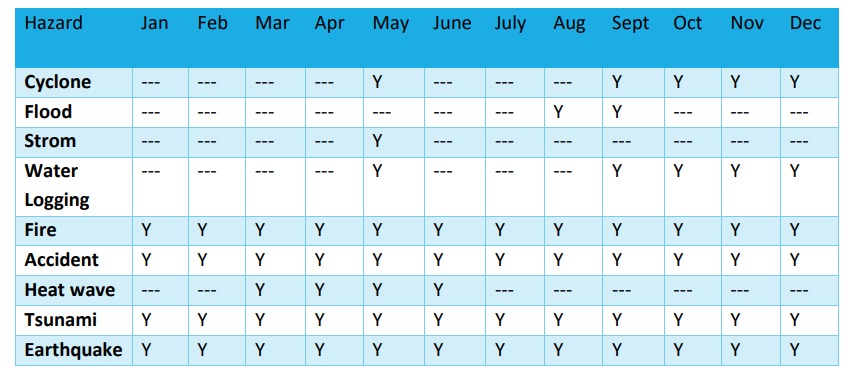 Hazard Jan Feb Mar Apr May June July Aug Sept Oct Nov Dec
Cyclone --- --- --- --- Y --- --- --- Y Y Y Y
Flood --- --- --- --- --- --- --- Y Y --- --- ---
Strom --- --- --- --- Y --- --- --- --- --- --- ---
Water --- --- --- --- Y --- --- --- Y Y Y Y
Logging
Fire Y Y Y Y Y Y Y Y Y Y Y Y
Accident Y Y Y Y Y Y Y Y Y Y Y Y
Heat wave --- --- Y Y Y Y --- --- --- --- --- ---
Tsunami Y Y Y Y Y Y Y Y Y Y Y Y
Earthquake Y Y Y Y Y Y Y Y Y Y Y Y